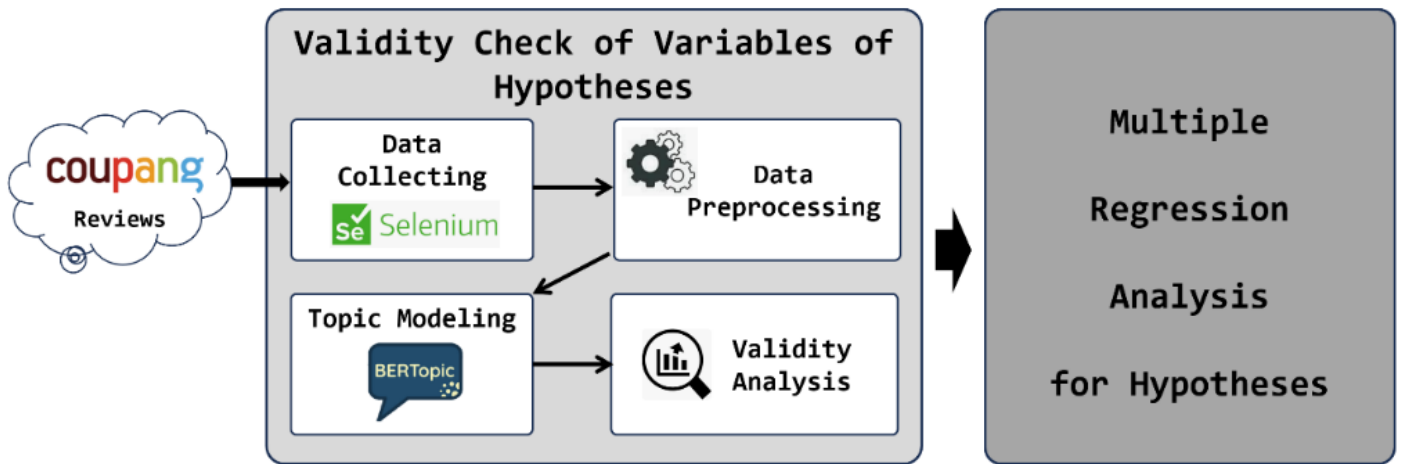 Validity Check of Variables of
Hypotheses
coupang
Reviews
Data
Collecting
Se Selenium
Data
Preprocessing
Topic Modeling
BERTopic
Validity
Analysis
Multiple
Regression
Analysis
for Hypotheses